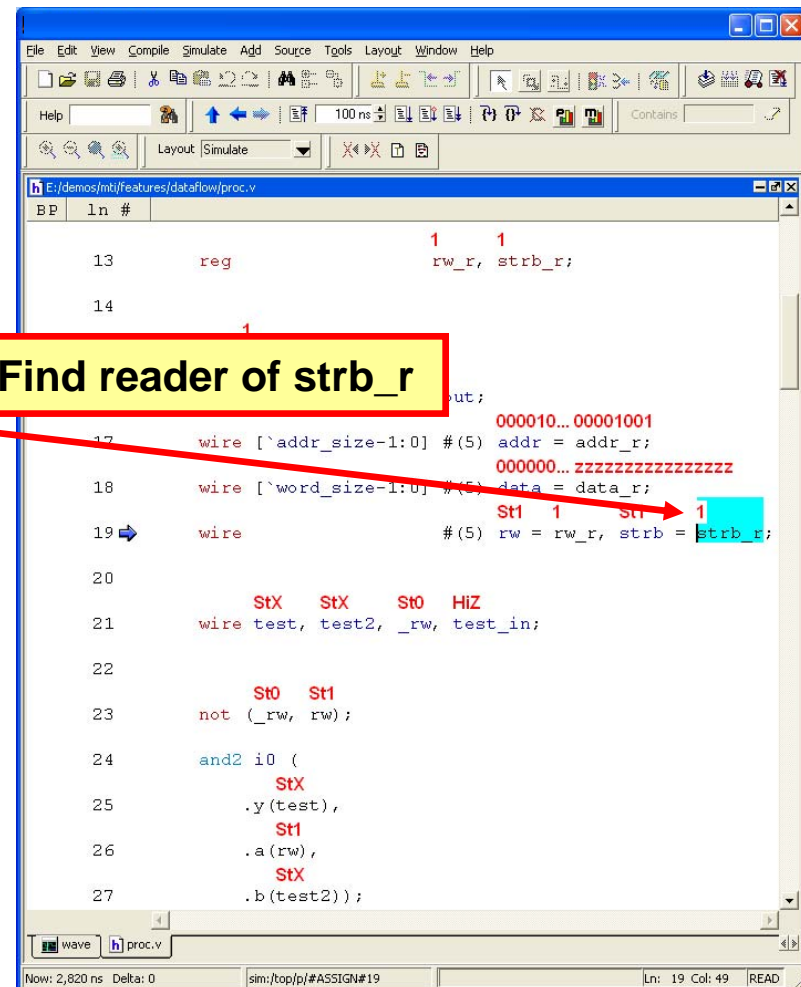 File Edit View Compile Simulate Add Source Tools Layout Window Help
Help 100 ns Contains
Layout Simulate
h E:/demos/mti/features/dataflow/proc.v
BP ln #
1 1
13 reg rw_r, strb_r;
14
1
Find reader of strb_r
out;
000010... 00001001
17 wire [`addr_size-1:0] #(5) addr = addr_r;
000000... zzzzzzzzzzzzzzzz
18 wire [`word_size-1:0] #(5) data = data_r;
St1 1 St1 1
19 wire #(5) rw = rw_r, strb = strb_r;
20
StX StX St0 HiZ
21 wire test, test2, _rw, test_in;
22
St0 St1
23 not (_rw, rw);
24 and2 i0 (
StX
25 .y(test),
St1
26 .a(rw),
StX
27 .b(test2));
wave h proc.v
Now: 2,820 ns Delta: 0 sim:/top/p/#ASSIGN#19 Ln: 19 Col: 49 READ